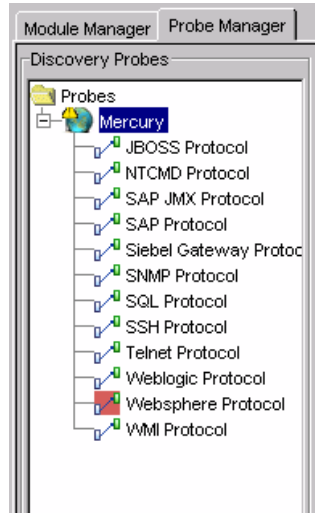 Module Manager Probe Manager
Discovery Probes
Probes
Mercury
JBOSS Protocol
NTCMD Protocol
SAP JMX Protocol
SAP Protocol
Siebel Gateway Protoc
SNMP Protocol
SQL Protocol
SSH Protocol
Telnet Protocol
Weblogic Protocol
Websphere Protocol
WMI Protocol